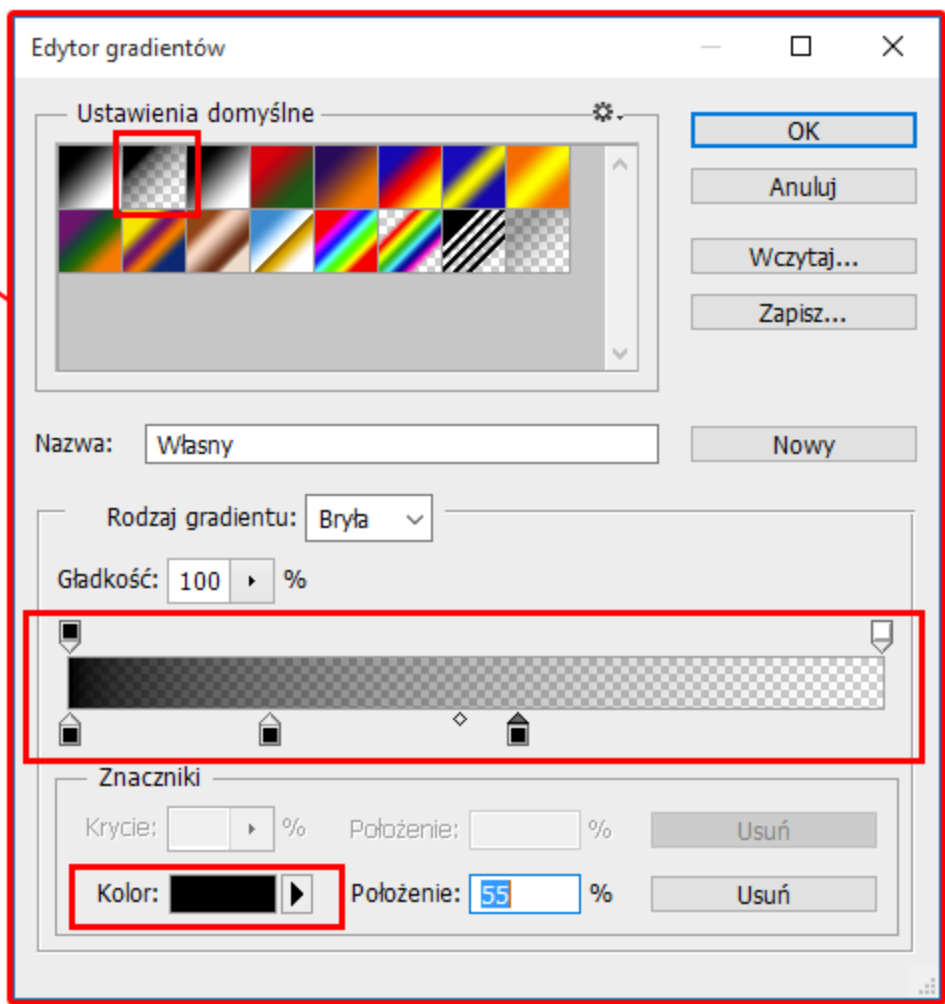 Edytor gradientów
Ustawienia domyślne
OK
Anuluj
Wczytaj...
Zapisz...
Nazwa: Własny Nowy
Rodzaj gradientu: Bryła
Gładkość: 100 %
Znaczniki
Krycie: % Położenie: % Usuń
Kolor: Położenie: 55 % Usuń